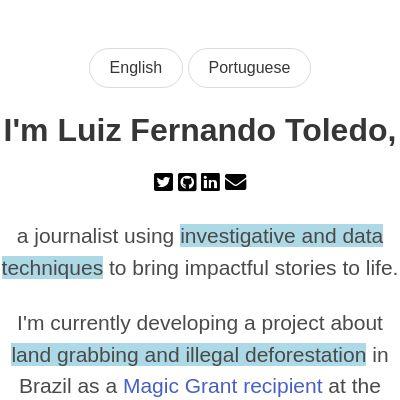 English Portuguese
I'm Luiz Fernando Toledo,
a journalist using investigative and data
techniques to bring impactful stories to life.
I'm currently developing a project about
land grabbing and illegal deforestation in
Brazil as a Magic Grant recipient at the